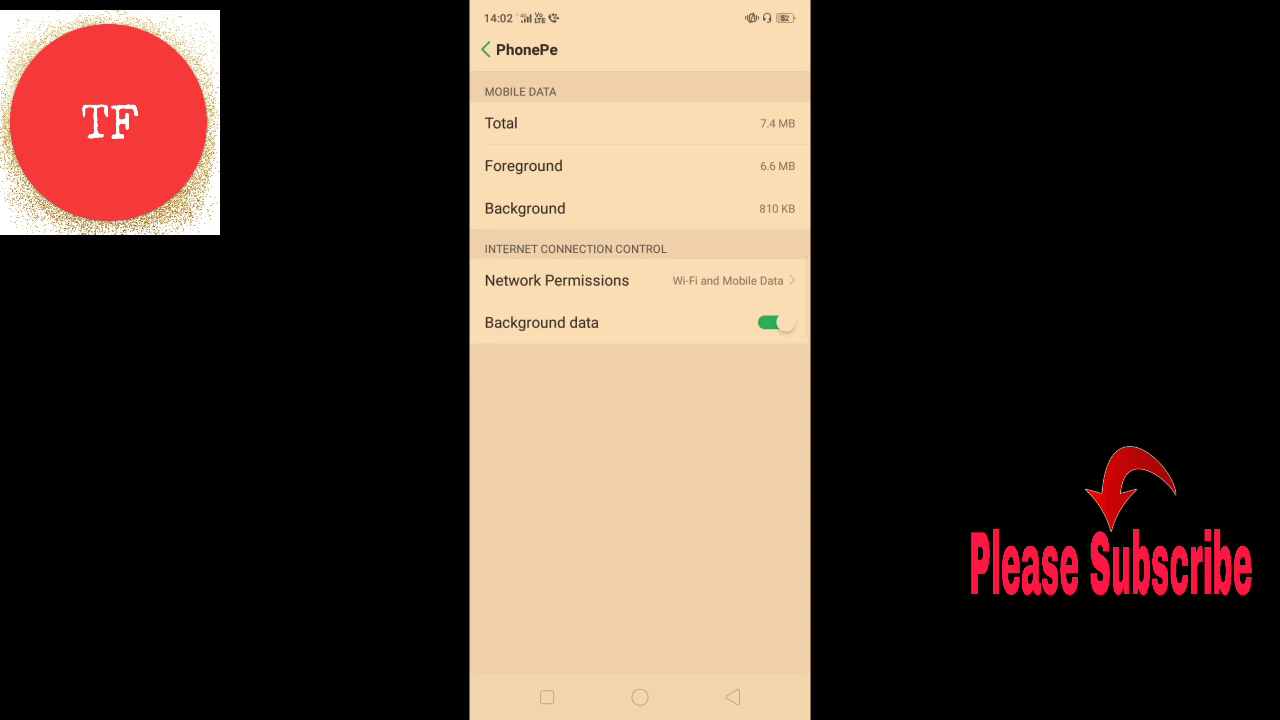 TF
14:02
PhonePe
MOBILE DATA
Total 7.4 MB
Foreground 6.6 MB
Background 810 KB
INTERNET CONNECTION CONTROL
Network Permissions Wi-Fi and Mobile Data
Background data
Please Subscribe